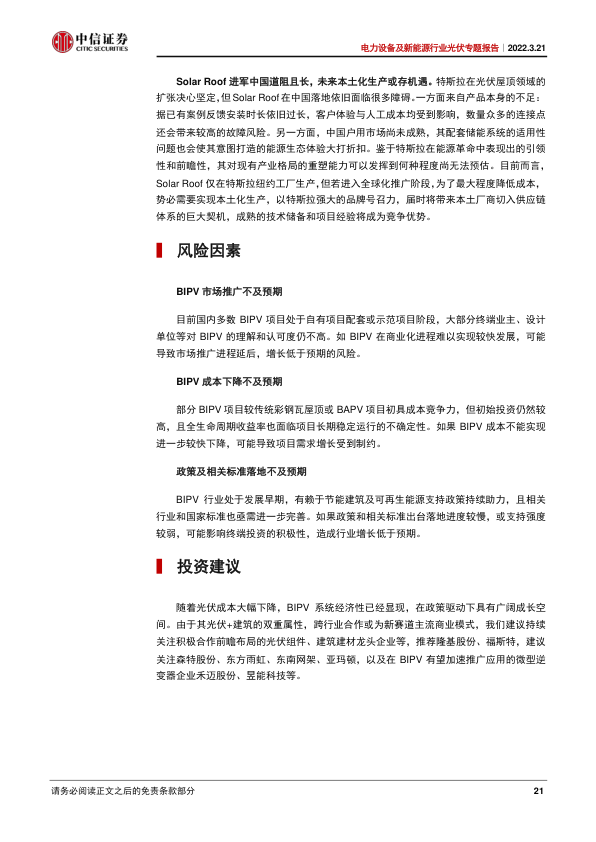 中信证券
CITIC SECURITIES
电力设备及新能源行业光伏专题报告｜2022.3.21
Solar Roof 进军中国道阻且长，未来本土化生产或存机遇。特斯拉在光伏屋顶领域的
扩张决心坚定，但 Solar Roof 在中国落地依旧面临很多障碍。一方面来自产品本身的不足：
据已有案例反馈安装时长依旧过长，客户体验与人工成本均受到影响，数量众多的连接点
还会带来较高的故障风险。另一方面，中国户用市场尚未成熟，其配套储能系统的适用性
问题也会使其意图打造的能源生态体验大打折扣。鉴于特斯拉在能源革命中表现出的引领
性和前瞻性，其对现有产业格局的重塑能力可以发挥到何种程度尚无法预估。目前而言，
Solar Roof 仅在特斯拉纽约工厂生产，但若进入全球化推广阶段，为了最大程度降低成本，
势必需要实现本土化生产，以特斯拉强大的品牌号召力，届时将带来本土厂商切入供应链
体系的巨大契机，成熟的技术储备和项目经验将成为竞争优势。
风险因素
BIPV 市场推广不及预期
目前国内多数 BIPV 项目处于自有项目配套或示范项目阶段，大部分终端业主、设计
单位等对 BIPV 的理解和认可度仍不高。如 BIPV 在商业化进程难以实现较快发展，可能
导致市场推广进程延后，增长低于预期的风险。
BIPV 成本下降不及预期
部分 BIPV 项目较传统彩钢瓦屋顶或 BAPV 项目初具成本竞争力，但初始投资仍然较
高，且全生命周期收益率也面临项目长期稳定运行的不确定性。如果 BIPV 成本不能实现
进一步较快下降，可能导致项目需求增长受到制约。
政策及相关标准落地不及预期
BIPV 行业处于发展早期，有赖于节能建筑及可再生能源支持政策持续助力，且相关
行业和国家标准也亟需进一步完善。如果政策和相关标准出台落地进度较慢，或支持强度
较弱，可能影响终端投资的积极性，造成行业增长低于预期。
投资建议
随着光伏成本大幅下降，BIPV 系统经济性已经显现，在政策驱动下具有广阔成长空
间。由于其光伏+建筑的双重属性，跨行业合作或为新赛道主流商业模式，我们建议持续
关注积极合作前瞻布局的光伏组件、建筑建材龙头企业等，推荐隆基股份、福斯特，建议
关注森特股份、东方雨虹、东南网架、亚玛顿，以及在 BIPV 有望加速推广应用的微型逆
变器企业禾迈股份、昱能科技等。
请务必阅读正文之后的免责条款部分
21